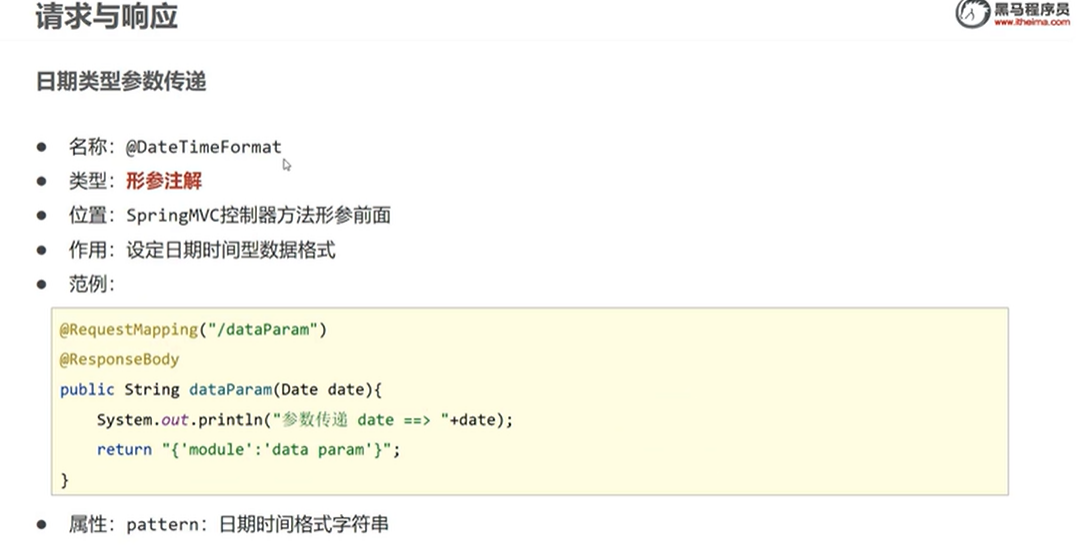 请求与响应
黑马程序员
www.itheima.com
日期类型参数传递
● 名称：@DateTimeFormat
● 类型：形参注解
● 位置：SpringMVC控制器方法形参前面
● 作用：设定日期时间型数据格式
● 范例：
@RequestMapping("/dataParam")
@ResponseBody
public String dataParam(Date date){
    System.out.println("参数传递 date ==> "+date);
    return "{'module':'data param'}";
}
● 属性：pattern：日期时间格式字符串